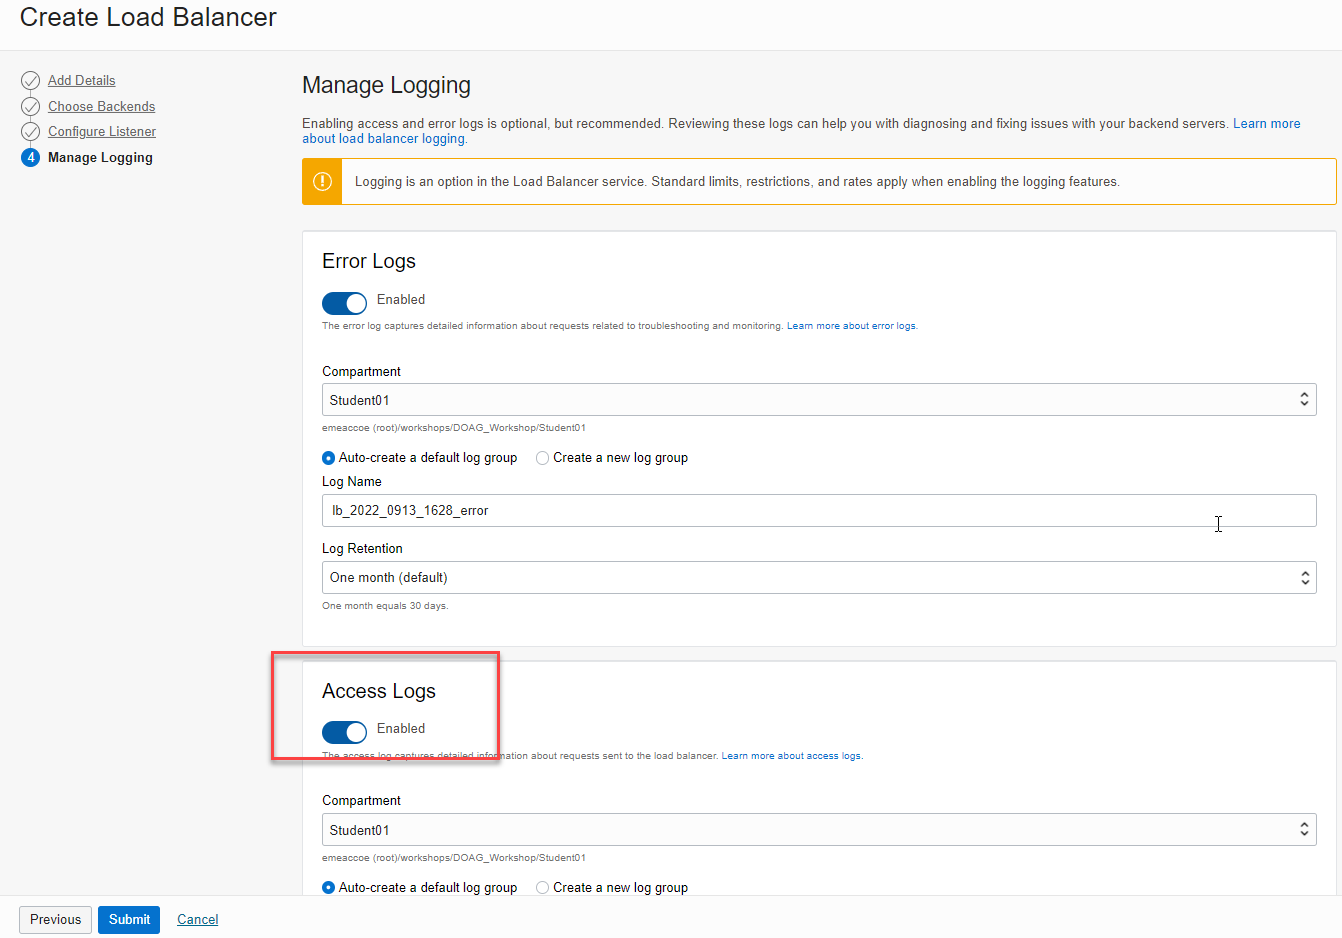 Create Load Balancer
Add Details
Choose Backends
Configure Listener
4 Manage Logging
Manage Logging
Enabling access and error logs is optional, but recommended. Reviewing these logs can help you with diagnosing and fixing issues with your backend servers. Learn more
about load balancer logging.
Logging is an option in the Load Balancer service. Standard limits, restrictions, and rates apply when enabling the logging features.
Error Logs
Enabled
The error log captures detailed information about requests related to troubleshooting and monitoring. Learn more about error logs.
Compartment
Student01
emeaccoe (root)/workshops/DOAG_Workshop/Student01
Auto-create a default log group Create a new log group
Log Name
lb_2022_0913_1628_error
Log Retention
One month (default)
One month equals 30 days.
Access Logs
Enabled
The access log captures detailed information about requests sent to the load balancer. Learn more about access logs.
Compartment
Student01
emeaccoe (root)/workshops/DOAG_Workshop/Student01
Auto-create a default log group Create a new log group
Previous Submit Cancel